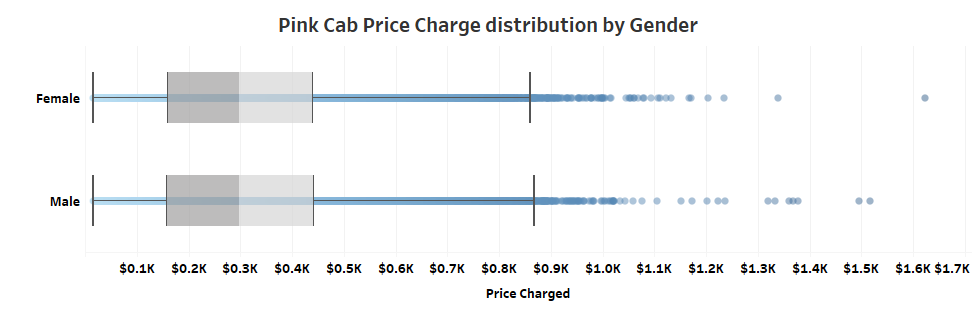 Pink Cab Price Charge distribution by Gender
Female
Male
$0.1K $0.2K $0.3K $0.4K $0.5K $0.6K $0.7K $0.8K $0.9K $1.0K $1.1K $1.2K $1.3K $1.4K $1.5K $1.6K $1.7K
Price Charged